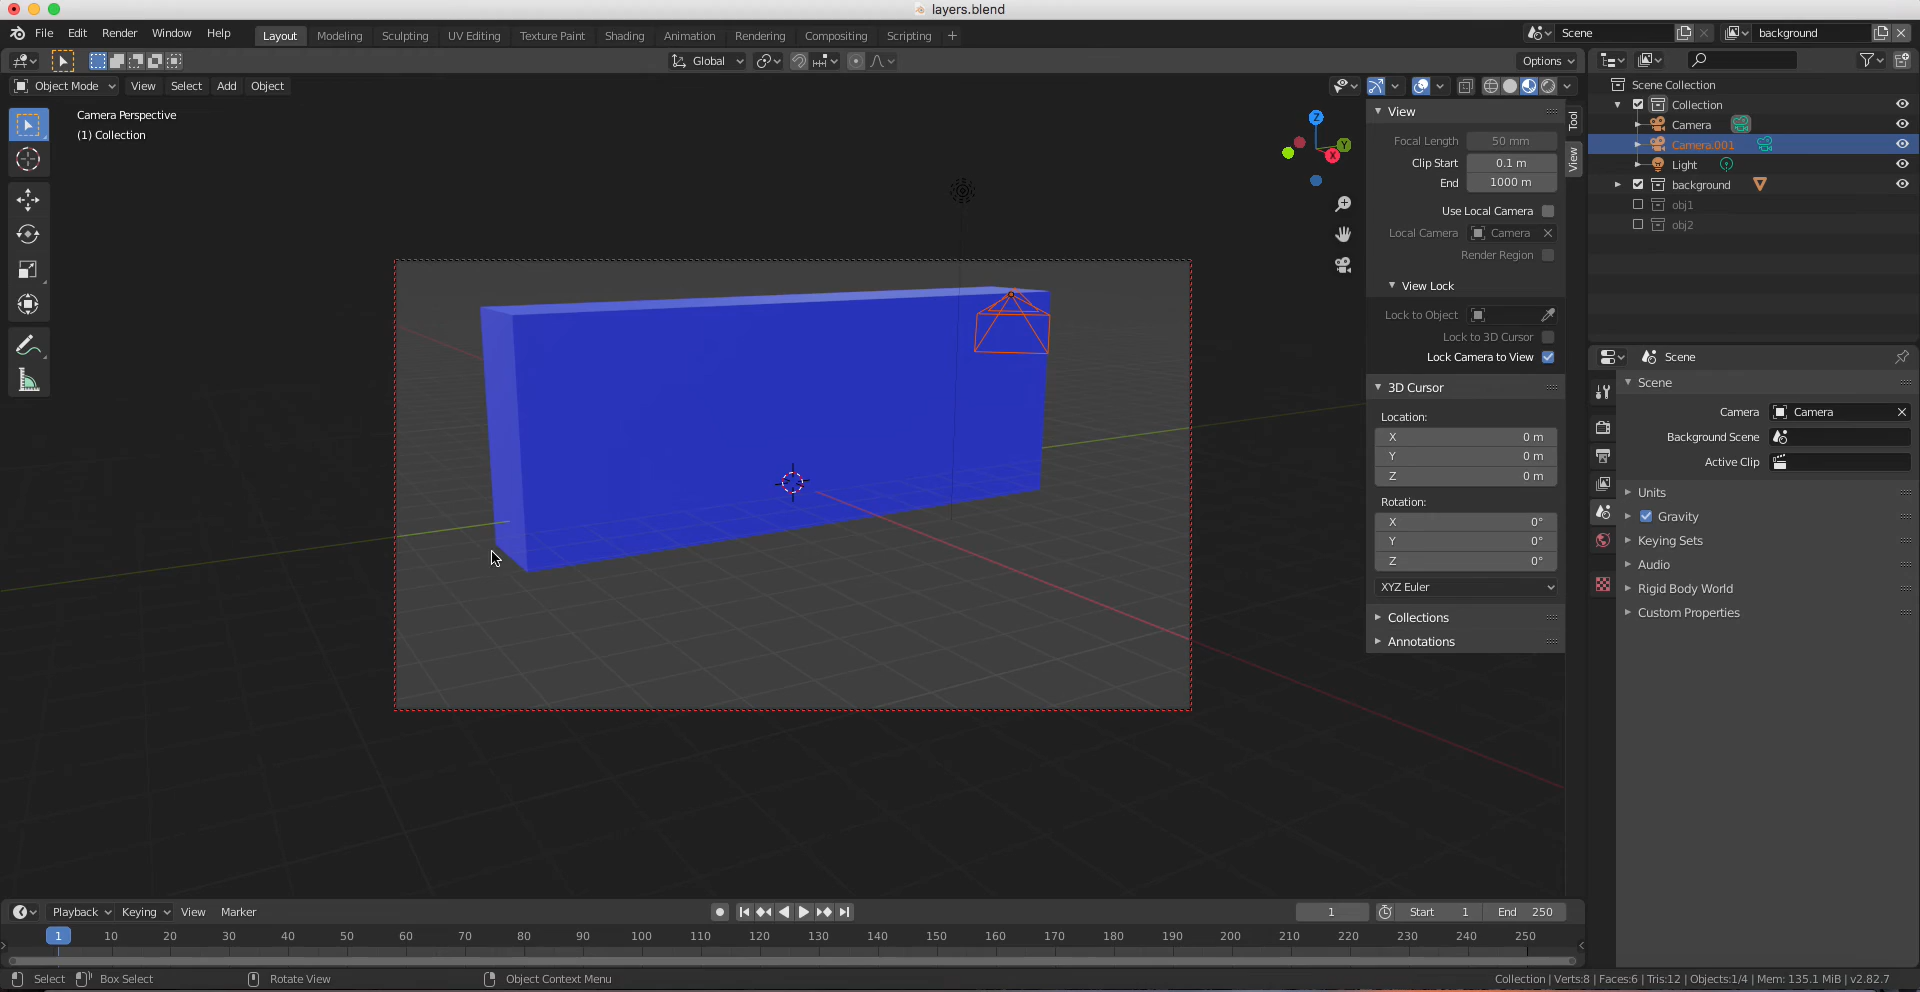 layers.blend
File Edit Render Window Help Layout Modeling Sculpting UV Editing Texture Paint Shading Animation Rendering Compositing Scripting + Scene background
Global Options
Object Mode View Select Add Object
Camera Perspective
(1) Collection
Z
Y
X
View
Focal Length 50 mm
Clip Start 0.1 m
End 1000 m
Use Local Camera
Local Camera Camera
Render Region
View Lock
Lock to Object
Lock to 3D Cursor
Lock Camera to View
3D Cursor
Location:
X 0 m
Y 0 m
Z 0 m
Rotation:
X 0°
Y 0°
Z 0°
XYZ Euler
Collections
Annotations
Tool
View
Scene Collection
Collection
Camera
Camera.001
Light
background
obj1
obj2
Scene
Scene
Camera Camera
Background Scene
Active Clip
Units
Gravity
Keying Sets
Audio
Rigid Body World
Custom Properties
Playback Keying View Marker 1 Start 1 End 250
1 10 20 30 40 50 60 70 80 90 100 110 120 130 140 150 160 170 180 190 200 210 220 230 240 250
Select Box Select Rotate View Object Context Menu Collection | Verts:8 | Faces:6 | Tris:12 | Objects:1/4 | Mem: 135.1 MiB | v2.82.7